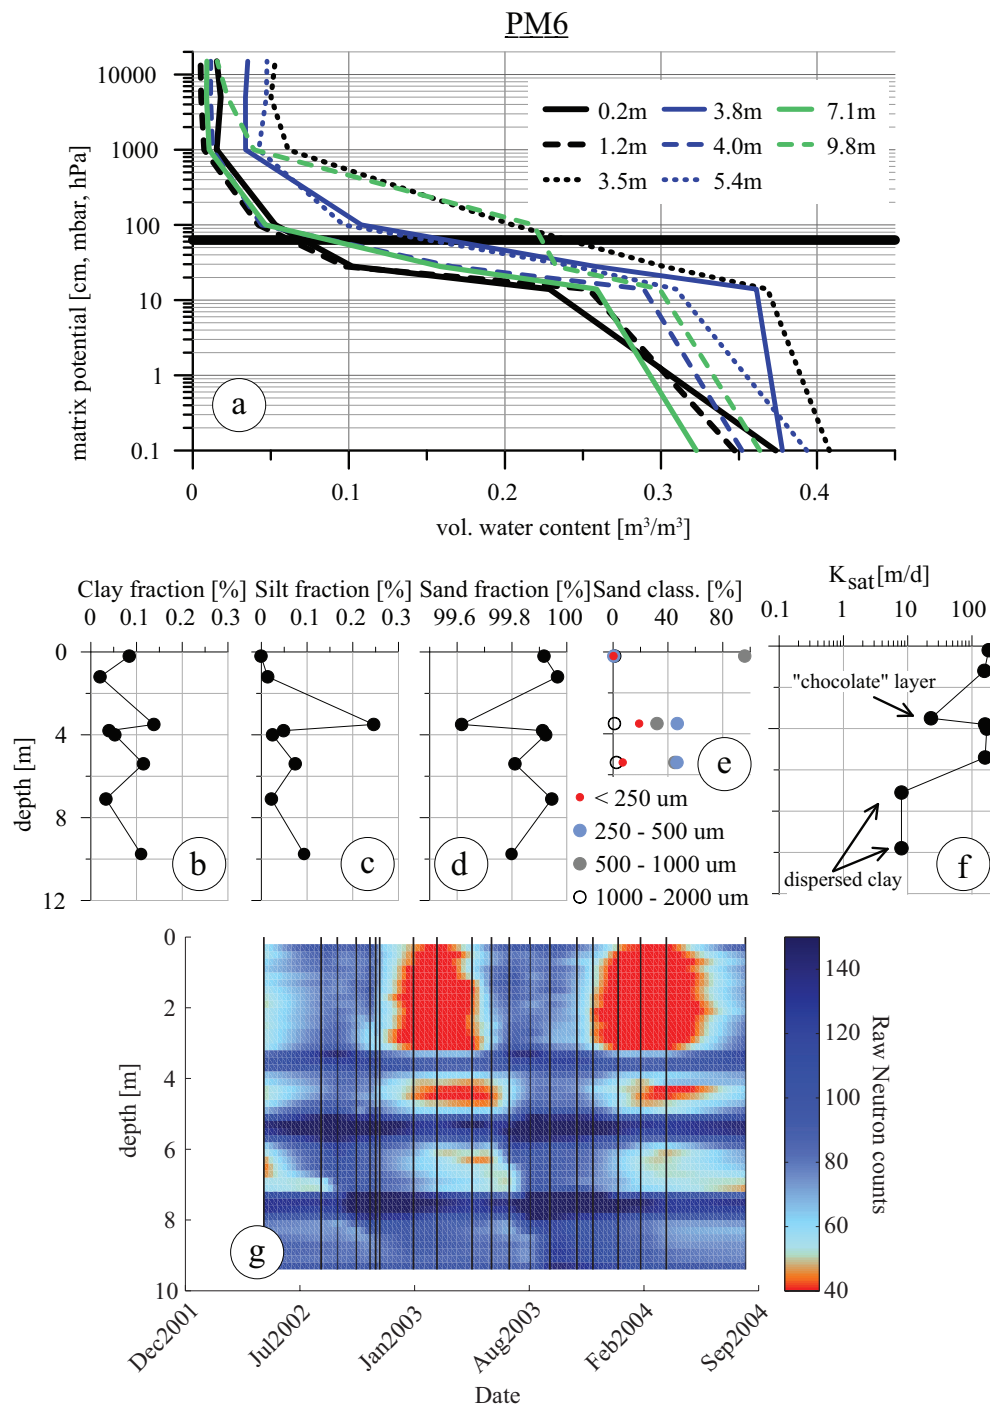 PM6
10000
1000
100
10
1
0.1
matrix potential [cm, mbar, hPa]
0.2m 3.8m 7.1m
1.2m 4.0m 9.8m
3.5m 5.4m
a
0 0.1 0.2 0.3 0.4
vol. water content [m³/m³]
Clay fraction [%] Silt fraction [%] Sand fraction [%] Sand class. [%] Ksat[m/d]
0 0.1 0.2 0.3 0 0.1 0.2 0.3 99.6 99.8 100 0 40 80 0.1 1 10 100
0
4
8
12
depth [m]
b
c
d
e
< 250 um
250 - 500 um
500 - 1000 um
1000 - 2000 um
"chocolate" layer
dispersed clay
f
0
2
4
6
8
10
depth [m]
g
140
120
100
80
60
40
Raw Neutron counts
Dec2001 Jul2002 Jan2003 Aug2003 Feb2004 Sep2004
Date